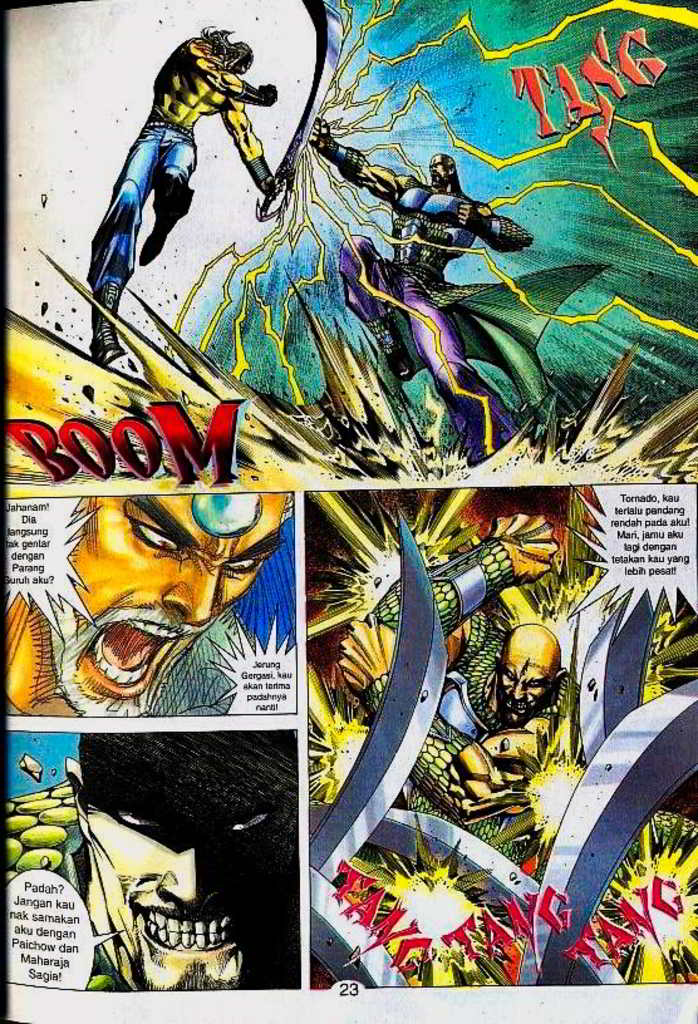 TANG
BOOM
Jahanam!
Dia
langsung
tak gentar
dengan
Parang
Guruh aku?
Jerung
Gergasi, kau
akan terima
padahnya
nanti!
Tornado, kau
terlalu pandang
rendah pada aku!
Mari, jamu aku
lagi dengan
tetakan yang
lebih pesat!
Padah?
Jangan kau
nak samakan
aku dengan
Paichow dan
Maharaja
Sagia!
TANG TANG TANG
23